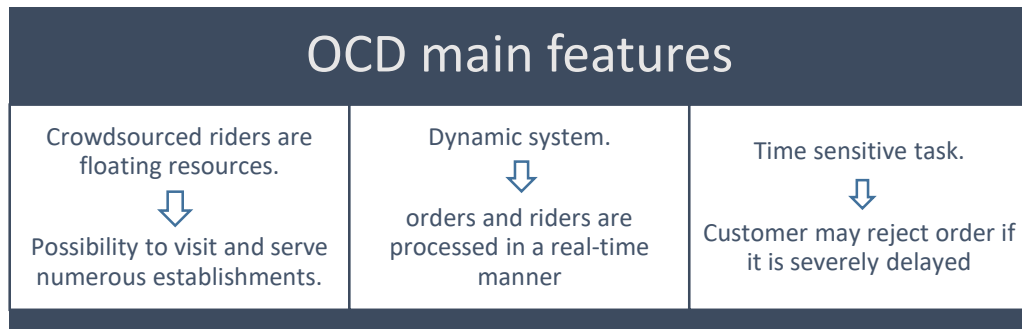 OCD main features
Crowdsourced riders are
floating resources.
Possibility to visit and serve
numerous establishments.
Dynamic system.
orders and riders are
processed in a real-time
manner
Time sensitive task.
Customer may reject order if
it is severely delayed